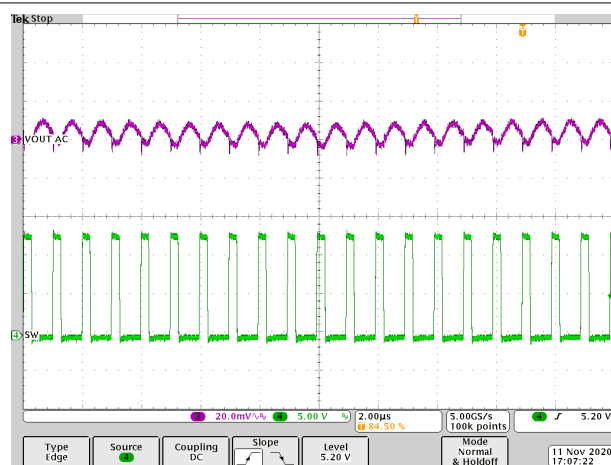 Tek Stop
T
T
3 VOUT AC
4 SW
3 20.0mV 4 5.00 V 2.00µs 5.00GS/s 4 5.20 V
T 84.50 % 100k points
Type Source Coupling Slope Level Mode
Edge 4 DC 5.20 V Normal
& Holdoff
11 Nov 2020
17:07:22